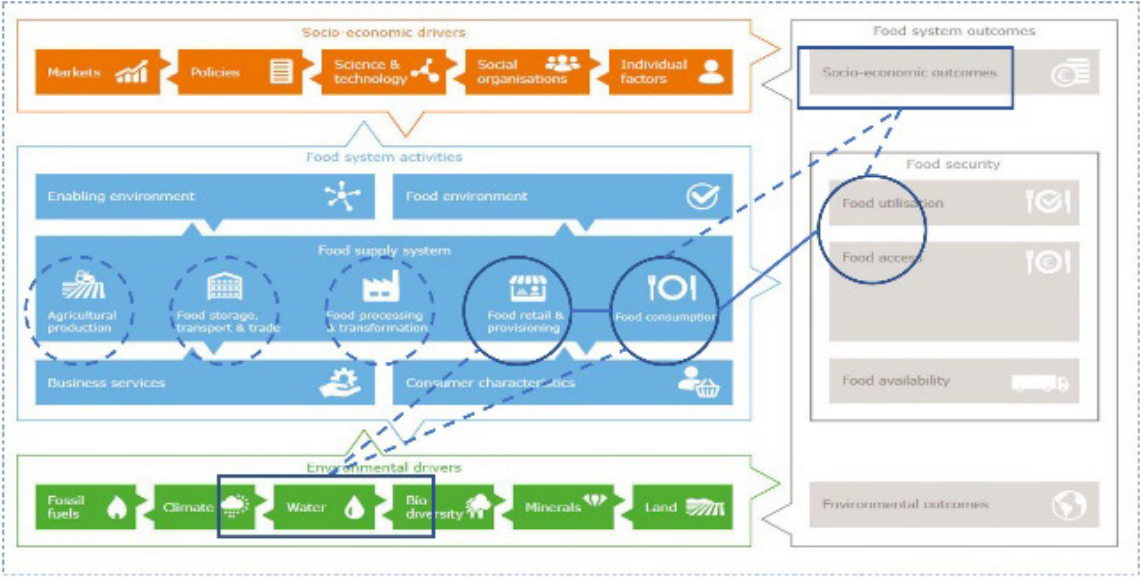 Socio-economic drivers
Markets
Policies
Science &
technology
Social
organisations
Individual
factors
Food system activities
Enabling environment
Food environment
Food supply system
Agricultural
production
Food storage,
transport & trade
Food processing
& transformation
Food retail &
provisioning
Food consumption
Business services
Consumer characteristics
Environmental drivers
Fossil
fuels
Climate
Water
Bio
diversity
Minerals
Land
Food system outcomes
Socio-economic outcomes
Food security
Food utilisation
Food access
Food availability
Environmental outcomes